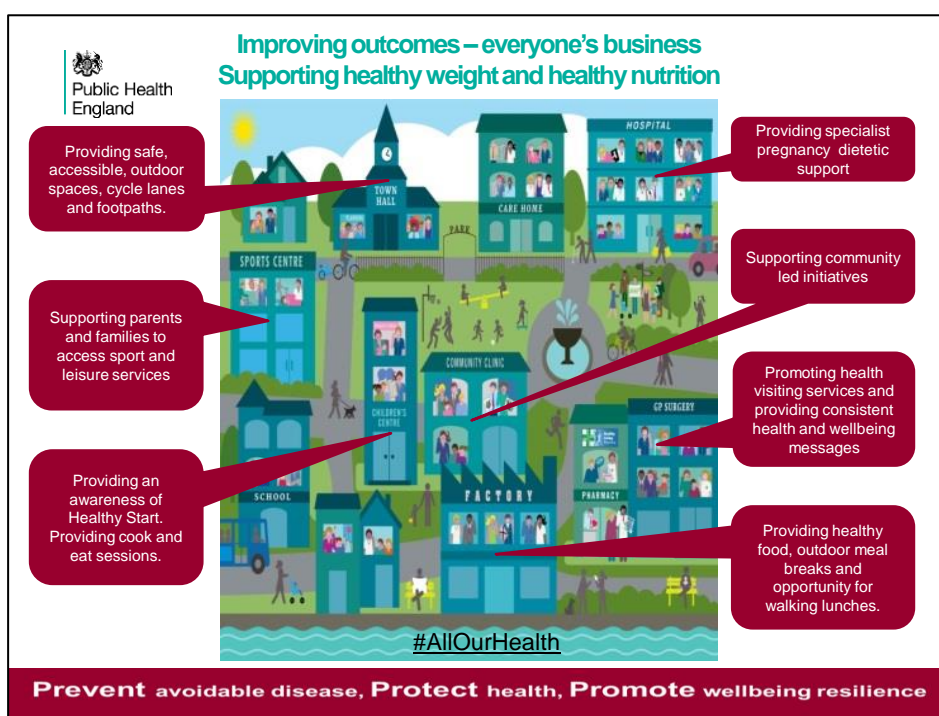 Improving outcomes – everyone's business
Supporting healthy weight and healthy nutrition
Public Health
England
Providing safe,
accessible, outdoor
spaces, cycle lanes
and footpaths.
Supporting parents
and families to
access sport and
leisure services
Providing an
awareness of
Healthy Start.
Providing cook and
eat sessions.
TOWN
HALL
CARE HOME
HOSPITAL
PARK
SPORTS CENTRE
COMMUNITY CLINIC
CHILDREN'S
CENTRE
GP SURGERY
SCHOOL
FACTORY
PHARMACY
#AllOurHealth
Providing specialist
pregnancy dietetic
support
Supporting community
led initiatives
Promoting health
visiting services and
providing consistent
health and wellbeing
messages
Providing healthy
food, outdoor meal
breaks and
opportunity for
walking lunches.
Prevent avoidable disease, Protect health, Promote wellbeing resilience